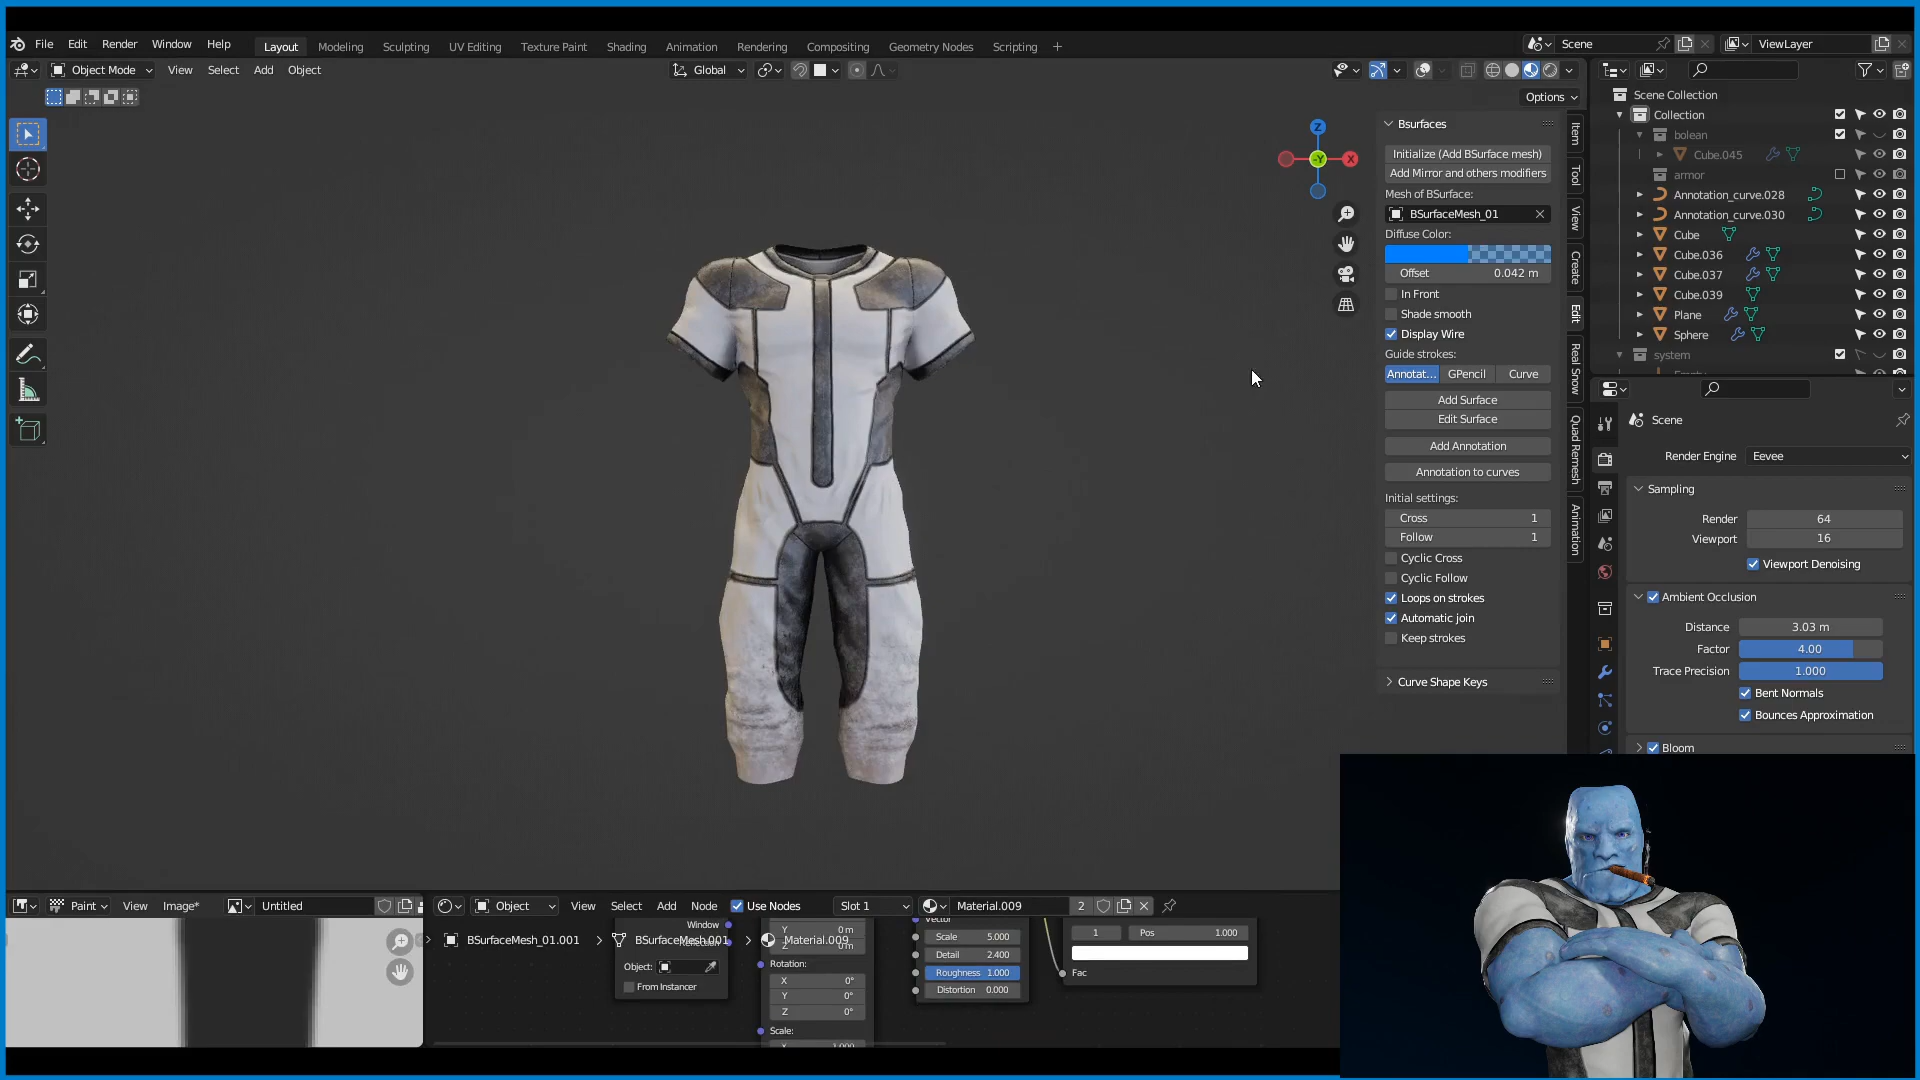 File Edit Render Window Help Layout Modeling Sculpting UV Editing Texture Paint Shading Animation Rendering Compositing Geometry Nodes Scripting + Scene ViewLayer
Object Mode View Select Add Object Global
Options
Z
X
-Y
Bsurfaces
Initialize (Add BSurface mesh)
Add Mirror and others modifiers
Mesh of BSurface:
BSurfaceMesh_01
Diffuse Color:
Offset 0.042 m
In Front
Shade smooth
Display Wire
Guide strokes:
Annotat... GPencil Curve
Add Surface
Edit Surface
Add Annotation
Annotation to curves
Initial settings:
Cross 1
Follow 1
Cyclic Cross
Cyclic Follow
Loops on strokes
Automatic join
Keep strokes
Curve Shape Keys
Item
Tool
View
Create
Edit
Real Snow
Quad Remesh
Animation
Scene Collection
Collection
bolean
Cube.045
armor
Annotation_curve.028
Annotation_curve.030
Cube
Cube.036
Cube.037
Cube.039
Plane
Sphere
system
Scene
Render Engine Eevee
Sampling
Render 64
Viewport 16
Viewport Denoising
Ambient Occlusion
Distance 3.03 m
Factor 4.00
Trace Precision 1.000
Bent Normals
Bounces Approximation
Bloom
Paint View Image* Untitled
Object View Select Add Node Use Nodes Slot 1 Material.009 2
BSurfaceMesh_01.001 BSurfaceMesh.001 Material.009
Window
Object:
From Instancer
Y 0 m
Z 0 m
Rotation:
X 0°
Y 0°
Z 0°
Scale:
X 1.000
Vector
Scale 5.000
Detail 2.400
Roughness 1.000
Distortion 0.000
1 Pos 1.000
Fac